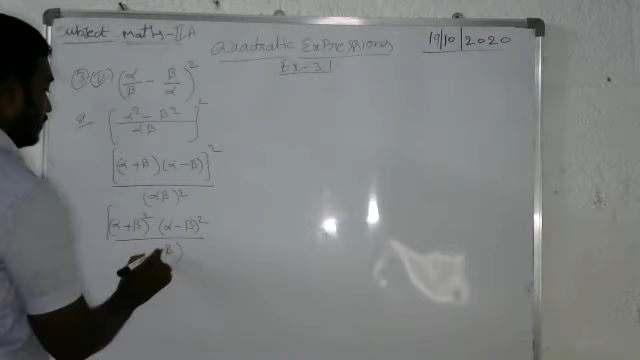 Subject Maths-IIA
Quadratic Expressions
19/10/2020
Ex-3.1
⑤ ⓥ (α/β - β/α)²
[α² - β² / αβ]²
[(α+β)(α-β)]² / (αβ)²
[(α+β)² (α-β)² / β)